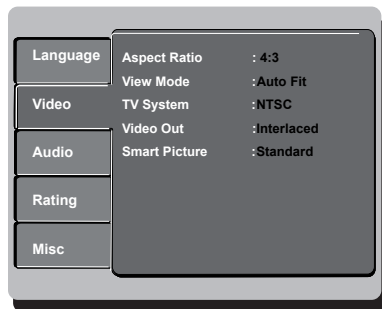 Language
Video
Audio
Rating
Misc
Aspect Ratio : 4:3
View Mode :Auto Fit
TV System :NTSC
Video Out :Interlaced
Smart Picture :Standard